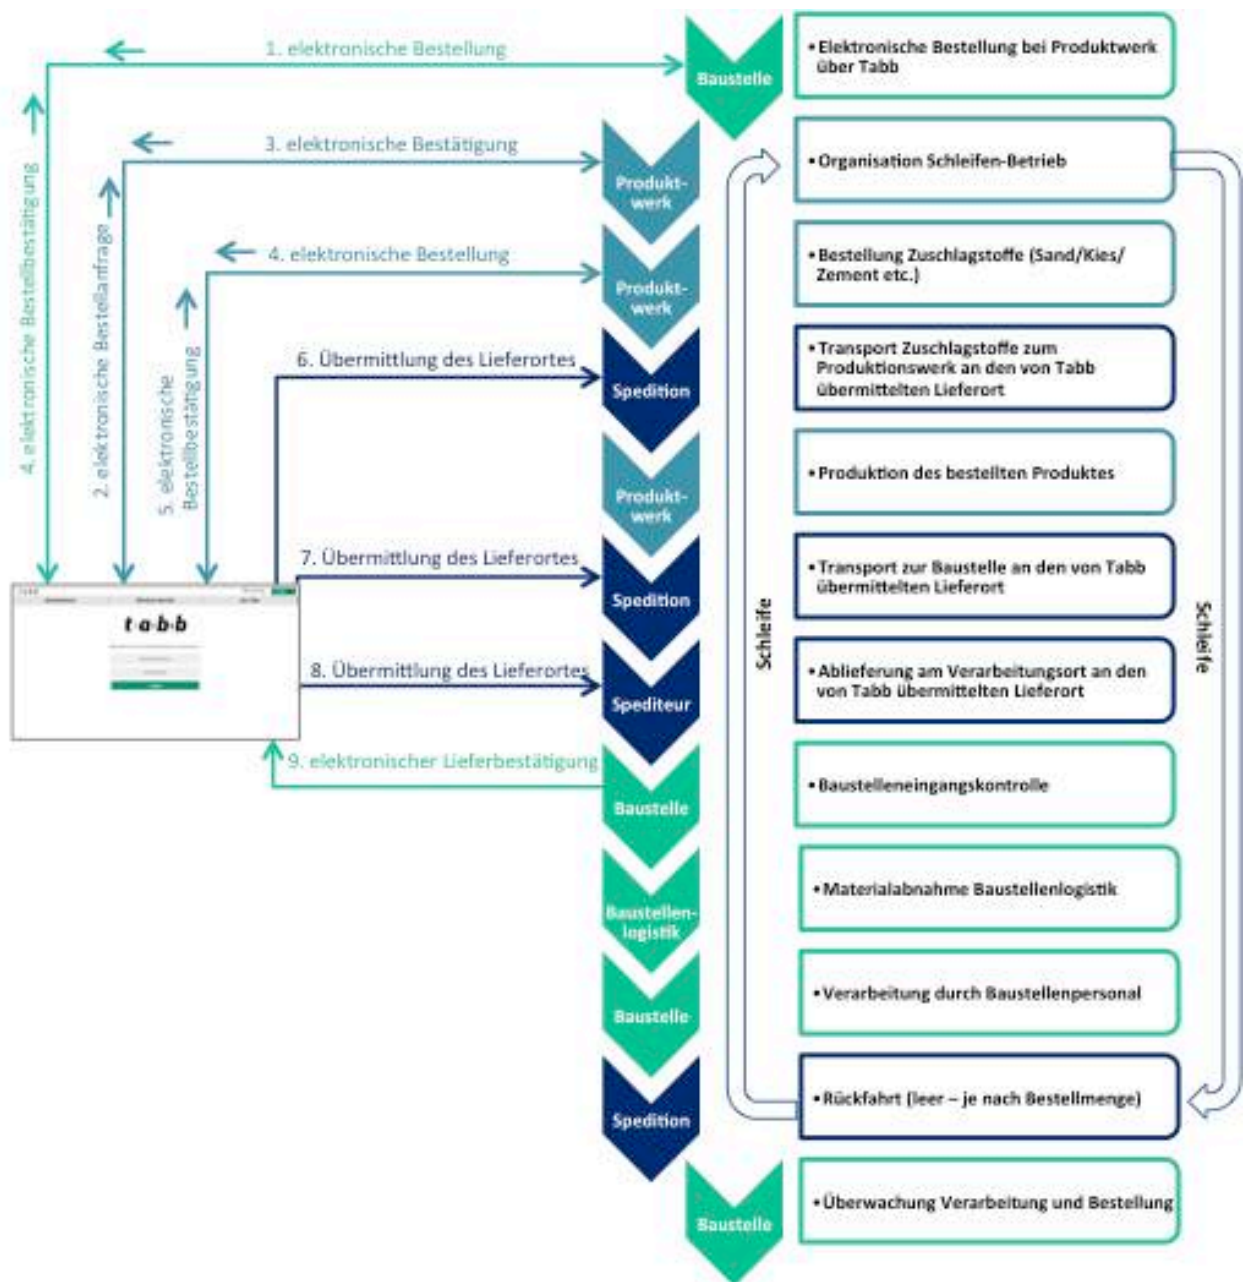 1. elektronische Bestellung
Baustelle
• Elektronische Bestellung bei Produktwerk
über Tabb
3. elektronische Bestätigung
Produkt-
werk
• Organisation Schleifen-Betrieb
4. elektronische Bestellung
Produkt-
werk
• Bestellung Zuschlagstoffe (Sand/Kies/
Zement etc.)
4. elektronische Bestellbestätigung
2. elektronische Bestellanfrage
5. elektronische
Bestellbestätigung
6. Übermittlung des Lieferortes
Spedition
• Transport Zuschlagstoffe zum
Produktionswerk an den von Tabb
übermittelten Lieferort
Produkt-
werk
• Produktion des bestellten Produktes
7. Übermittlung des Lieferortes
Spedition
• Transport zur Baustelle an den von Tabb
übermittelten Lieferort
t·a·b·b
8. Übermittlung des Lieferortes
Spediteur
• Ablieferung am Verarbeitungsort an den
von Tabb übermittelten Lieferort
Schleife
Schleife
9. elektronischer Lieferbestätigung
Baustelle
• Baustelleneingangskontrolle
Baustellen-
logistik
• Materialabnahme Baustellenlogistik
Baustelle
• Verarbeitung durch Baustellenpersonal
Spedition
• Rückfahrt (leer – je nach Bestellmenge)
Baustelle
• Überwachung Verarbeitung und Bestellung